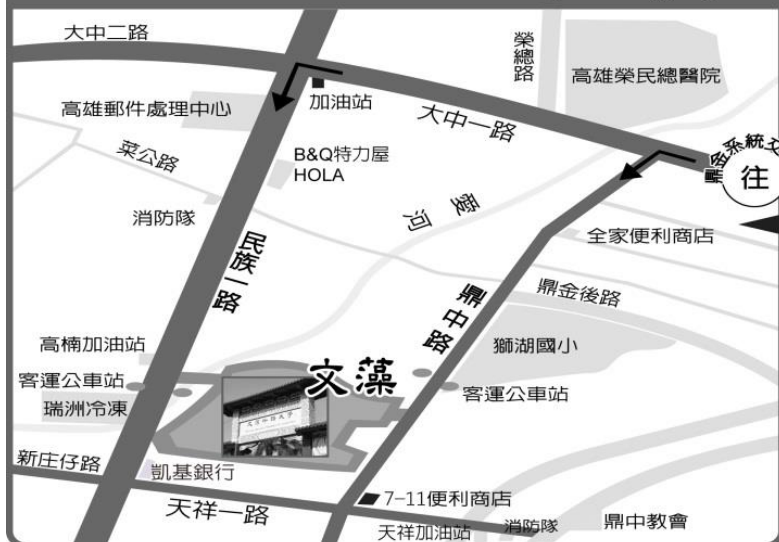 大中二路
榮總路
高雄榮民總醫院
加油站
高雄郵件處理中心
大中一路
鼎金系統交
往
B&Q特力屋
HOLA
菜公路
愛河
消防隊
全家便利商店
民族一路
鼎金後路
鼎中路
高楠加油站
獅湖國小
文藻
客運公車站
客運公車站
瑞洲冷凍
新庄仔路
凱基銀行
天祥一路
7-11便利商店
天祥加油站
消防隊
鼎中教會